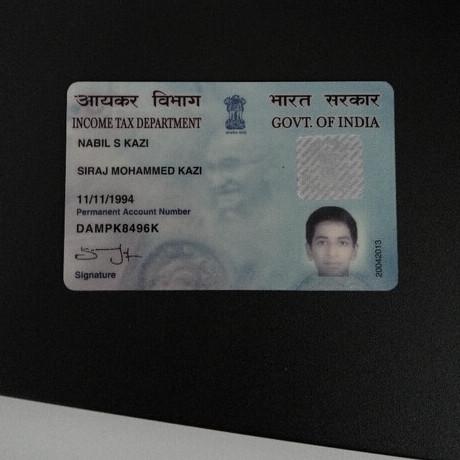 आयकर विभाग
भारत सरकार
INCOME TAX DEPARTMENT
GOVT. OF INDIA
NABIL S KAZI
SIRAJ MOHAMMED KAZI
11/11/1994
Permanent Account Number
DAMPK8496K
Signature
20042013